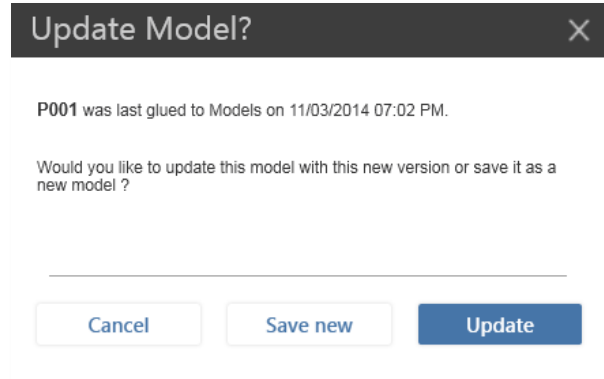 Update Model?
P001 was last glued to Models on 11/03/2014 07:02 PM.
Would you like to update this model with this new version or save it as a
new model ?
Cancel Save new Update